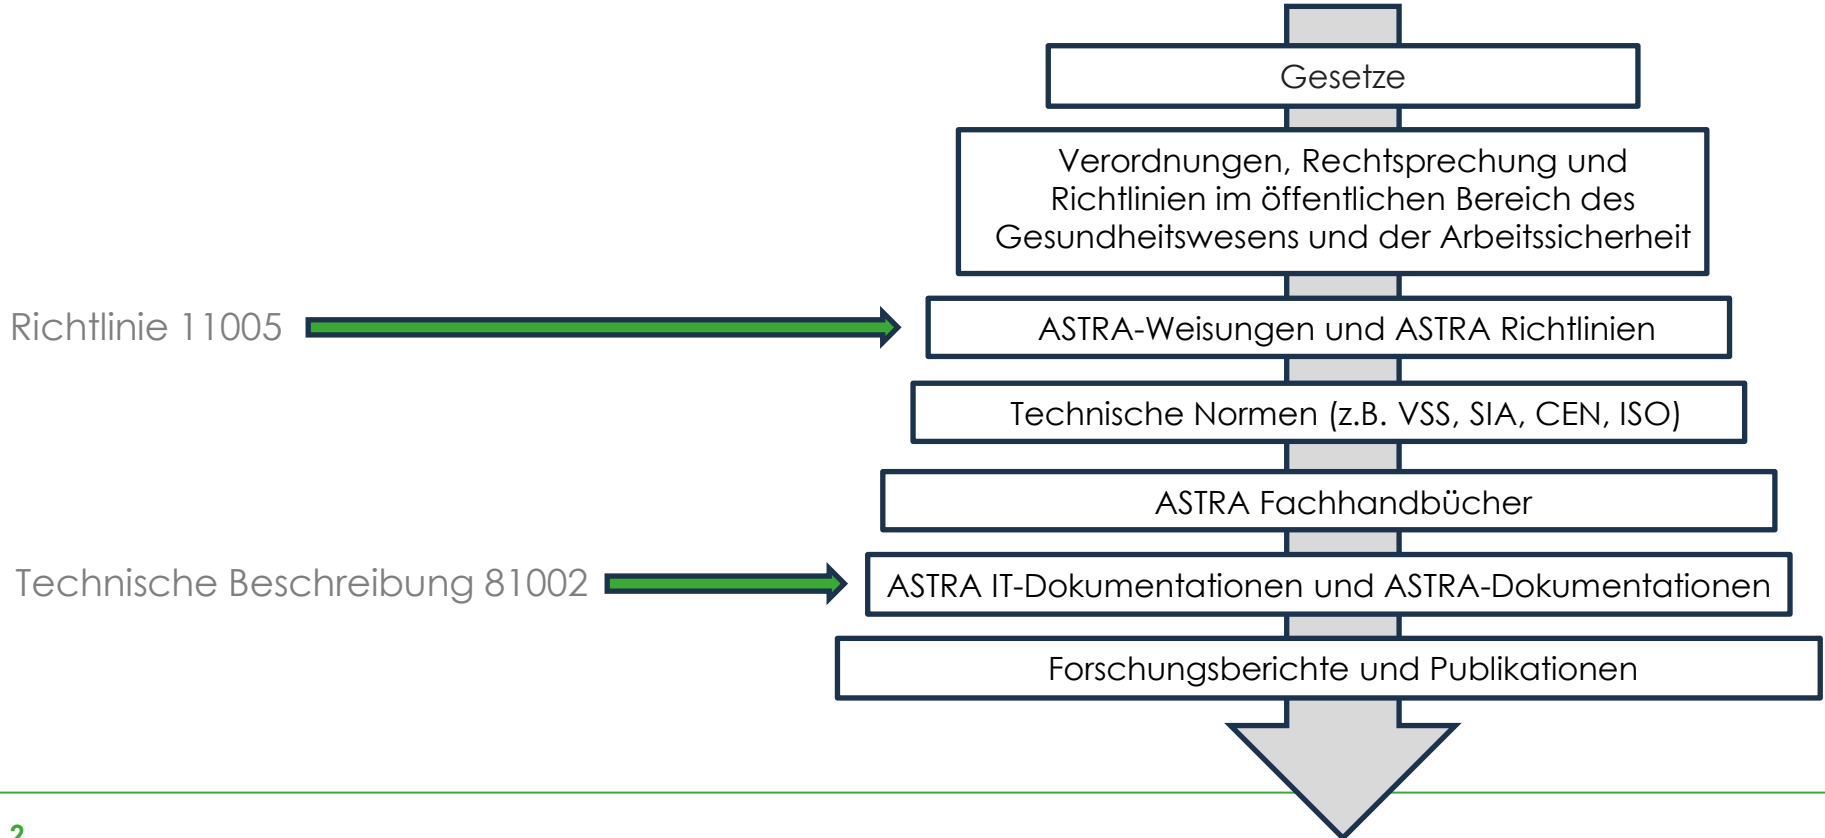 Gesetze
Verordnungen, Rechtsprechung und
Richtlinien im öffentlichen Bereich des
Gesundheitswesens und der Arbeitssicherheit
Richtlinie 11005
ASTRA-Weisungen und ASTRA Richtlinien
Technische Normen (z.B. VSS, SIA, CEN, ISO)
ASTRA Fachhandbücher
Technische Beschreibung 81002
ASTRA IT-Dokumentationen und ASTRA-Dokumentationen
Forschungsberichte und Publikationen
2